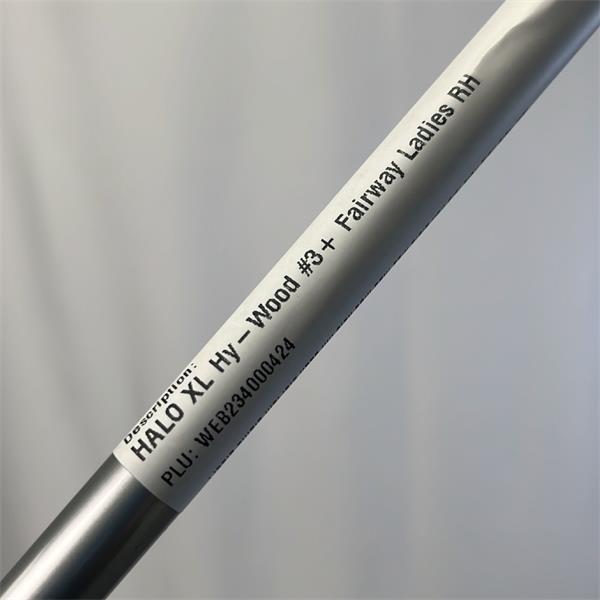 Description:
HALO XL Hy-Wood #3+ Fairway Ladies RH
PLU: WEB234000424